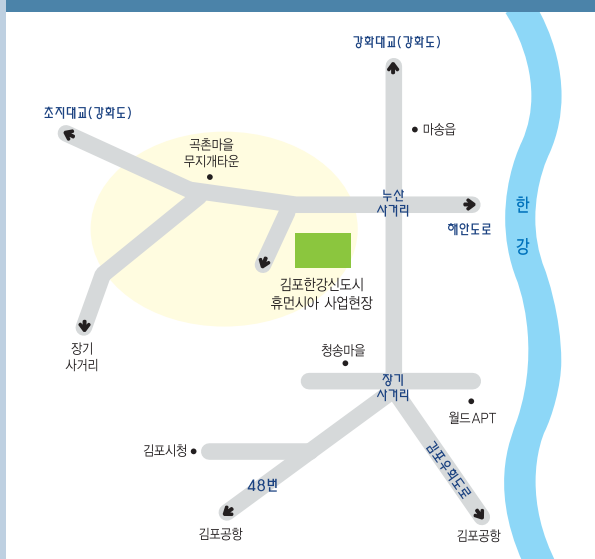 강화대교(강화도)
초지대교(강화도)
마송읍
곡촌마을
무지개타운
누산
사거리
해안도로
한
강
김포한강신도시
휴먼시아 사업현장
장기
사거리
청송마을
장기
사거리
월드APT
김포시청
48번
김포우회도로
김포공항
김포공항